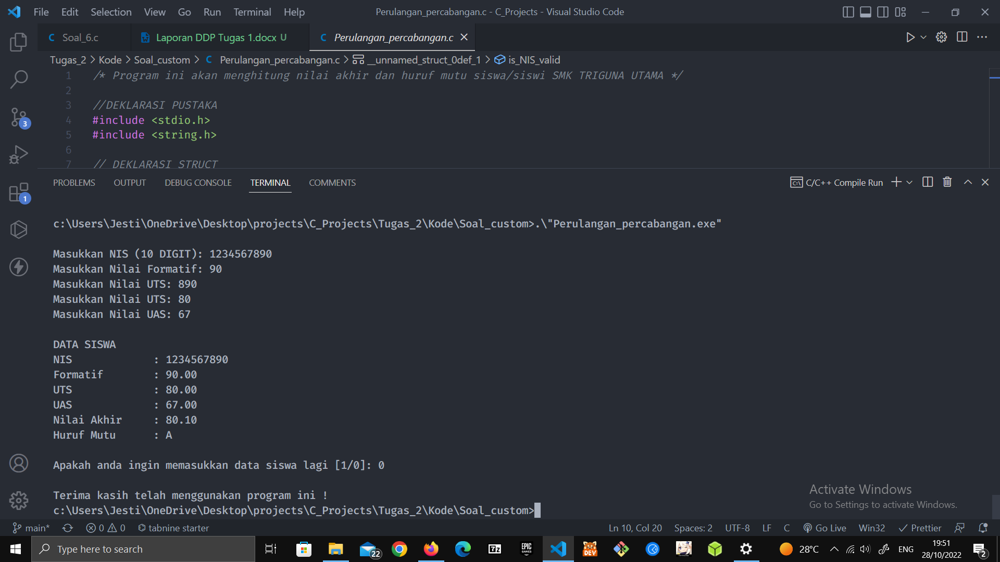 File Edit Selection View Go Run Terminal Help
Perulangan_percabangan.c - C_Projects - Visual Studio Code
C Soal_6.c
Laporan DDP Tugas 1.docx U
C Perulangan_percabangan.c
Tugas_2 > Kode > Soal_custom > C Perulangan_percabangan.c > __unnamed_struct_0def_1 > is_NIS_valid
1 /* Program ini akan menghitung nilai akhir dan huruf mutu siswa/siswi SMK TRIGUNA UTAMA */
2
3 //DEKLARASI PUSTAKA
4 #include <stdio.h>
5 #include <string.h>
6
7 // DEKLARASI STRUCT
3
1
PROBLEMS OUTPUT DEBUG CONSOLE TERMINAL COMMENTS
C/C++ Compile Run
c:\Users\Jesti\OneDrive\Desktop\projects\C_Projects\Tugas_2\Kode\Soal_custom>.\"Perulangan_percabangan.exe"
Masukkan NIS (10 DIGIT): 1234567890
Masukkan Nilai Formatif: 90
Masukkan Nilai UTS: 890
Masukkan Nilai UTS: 80
Masukkan Nilai UAS: 67
DATA SISWA
NIS : 1234567890
Formatif : 90.00
UTS : 80.00
UAS : 67.00
Nilai Akhir : 80.10
Huruf Mutu : A
Apakah anda ingin memasukkan data siswa lagi [1/0]: 0
Terima kasih telah menggunakan program ini !
c:\Users\Jesti\OneDrive\Desktop\projects\C_Projects\Tugas_2\Kode\Soal_custom>
Activate Windows
Go to Settings to activate Windows.
main* 0 0 tabnine starter
Ln 10, Col 20 Spaces: 2 UTF-8 LF C Go Live Win32 Prettier
Type here to search
22
7z
EPIC GAMES
DEV
28°C
ENG
19:51
28/10/2022
2